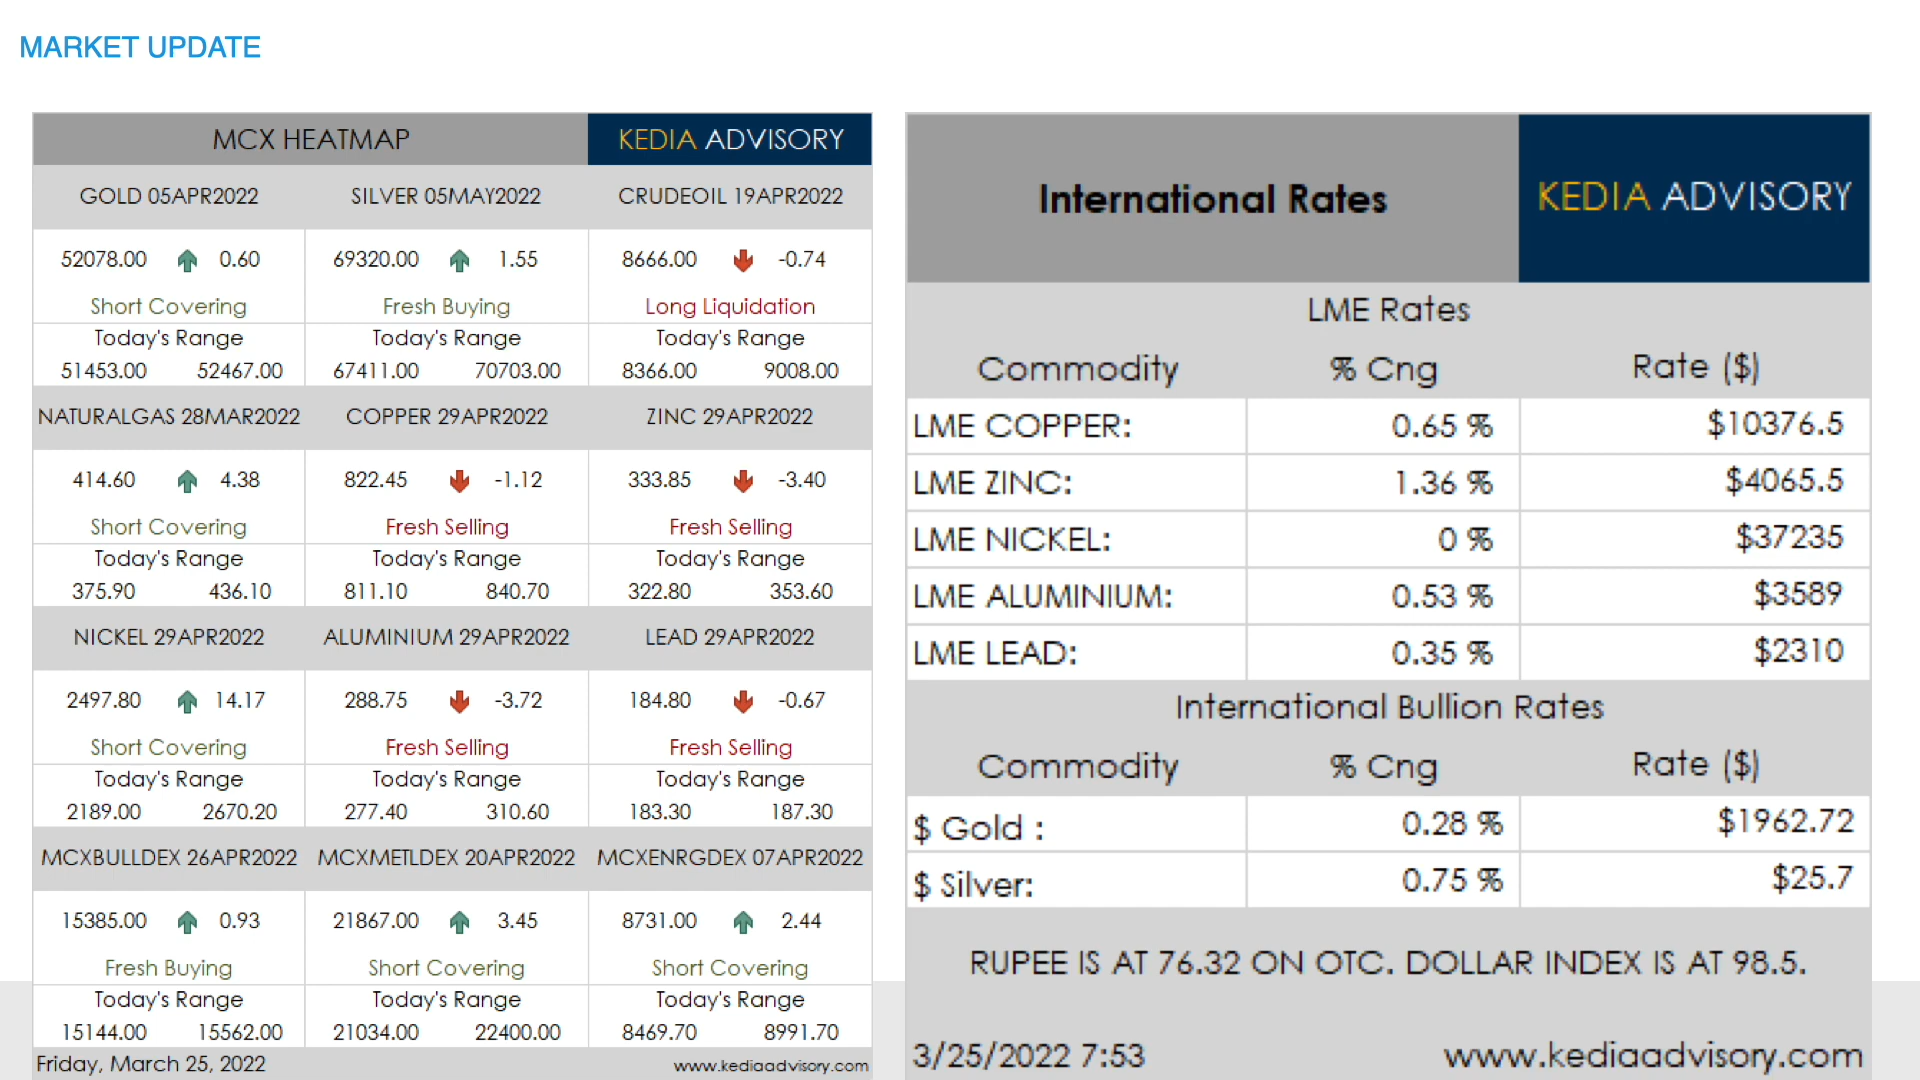 MARKET UPDATE
MCX HEATMAP KEDIA ADVISORY
GOLD 05APR2022 SILVER 05MAY2022 CRUDEOIL 19APR2022
52078.00 0.60 69320.00 1.55 8666.00 -0.74
Short Covering Fresh Buying Long Liquidation
Today's Range Today's Range Today's Range
51453.00 52467.00 67411.00 70703.00 8366.00 9008.00
NATURALGAS 28MAR2022 COPPER 29APR2022 ZINC 29APR2022
414.60 4.38 822.45 -1.12 333.85 -3.40
Short Covering Fresh Selling Fresh Selling
Today's Range Today's Range Today's Range
375.90 436.10 811.10 840.70 322.80 353.60
NICKEL 29APR2022 ALUMINIUM 29APR2022 LEAD 29APR2022
2497.80 14.17 288.75 -3.72 184.80 -0.67
Short Covering Fresh Selling Fresh Selling
Today's Range Today's Range Today's Range
2189.00 2670.20 277.40 310.60 183.30 187.30
MCXBULLDEX 26APR2022 MCXMETLDEX 20APR2022 MCXENRGDEX 07APR2022
15385.00 0.93 21867.00 3.45 8731.00 2.44
Fresh Buying Short Covering Short Covering
Today's Range Today's Range Today's Range
15144.00 15562.00 21034.00 22400.00 8469.70 8991.70
Friday, March 25, 2022 www.kediaadvisory.com
International Rates KEDIA ADVISORY
LME Rates
Commodity % Cng Rate ($)
LME COPPER: 0.65 % $10376.5
LME ZINC: 1.36 % $4065.5
LME NICKEL: 0 % $37235
LME ALUMINIUM: 0.53 % $3589
LME LEAD: 0.35 % $2310
International Bullion Rates
Commodity % Cng Rate ($)
$ Gold : 0.28 % $1962.72
$ Silver: 0.75 % $25.7
RUPEE IS AT 76.32 ON OTC. DOLLAR INDEX IS AT 98.5.
3/25/2022 7:53 www.kediaadvisory.com